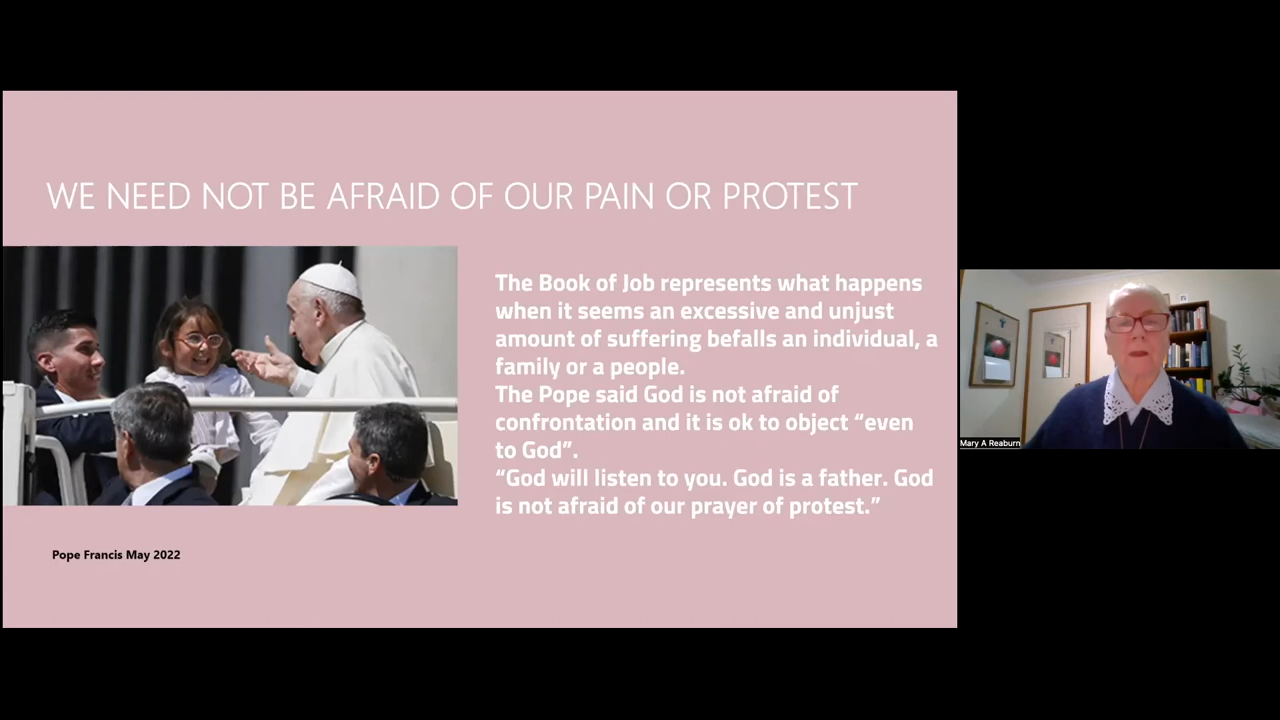 WE NEED NOT BE AFRAID OF OUR PAIN OR PROTEST
The Book of Job represents what happens
when it seems an excessive and unjust
amount of suffering befalls an individual, a
family or a people.
The Pope said God is not afraid of
confrontation and it is ok to object “even
to God”.
“God will listen to you. God is a father. God
is not afraid of our prayer of protest.”
Pope Francis May 2022
Mary A Reaburn